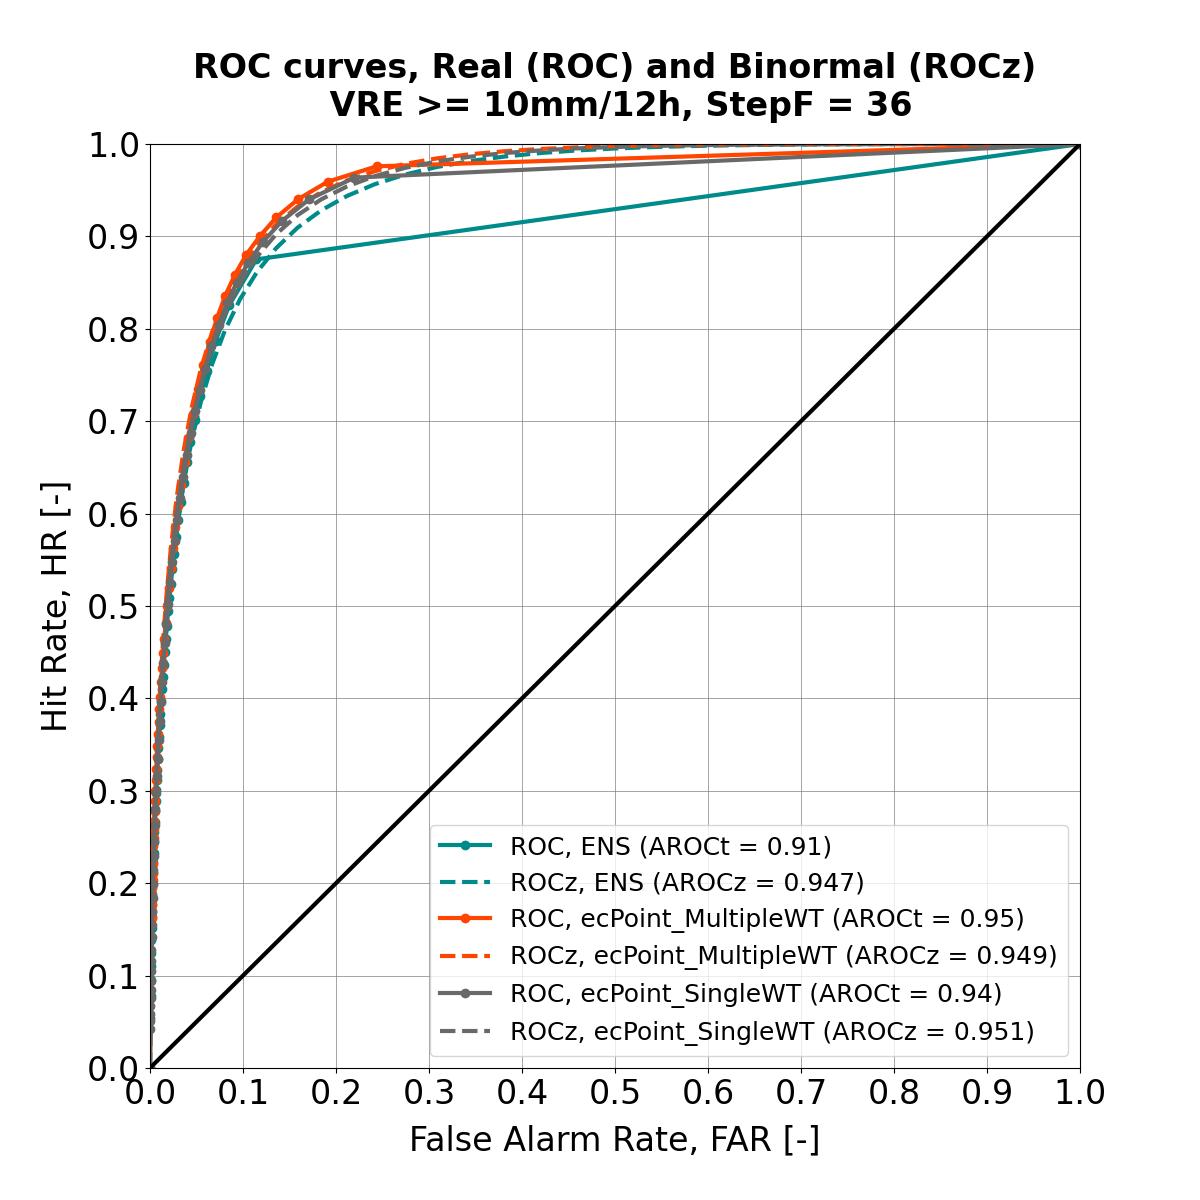 ROC curves, Real (ROC) and Binormal (ROCz)
VRE >= 10mm/12h, StepF = 36
1.0
0.9
0.8
0.7
0.6
0.5
0.4
0.3
0.2
0.1
0.0
Hit Rate, HR [-]
ROC, ENS (AROCt = 0.91)
ROCz, ENS (AROCz = 0.947)
ROC, ecPoint_MultipleWT (AROCt = 0.95)
ROCz, ecPoint_MultipleWT (AROCz = 0.949)
ROC, ecPoint_SingleWT (AROCt = 0.94)
ROCz, ecPoint_SingleWT (AROCz = 0.951)
0.0 0.1 0.2 0.3 0.4 0.5 0.6 0.7 0.8 0.9 1.0
False Alarm Rate, FAR [-]